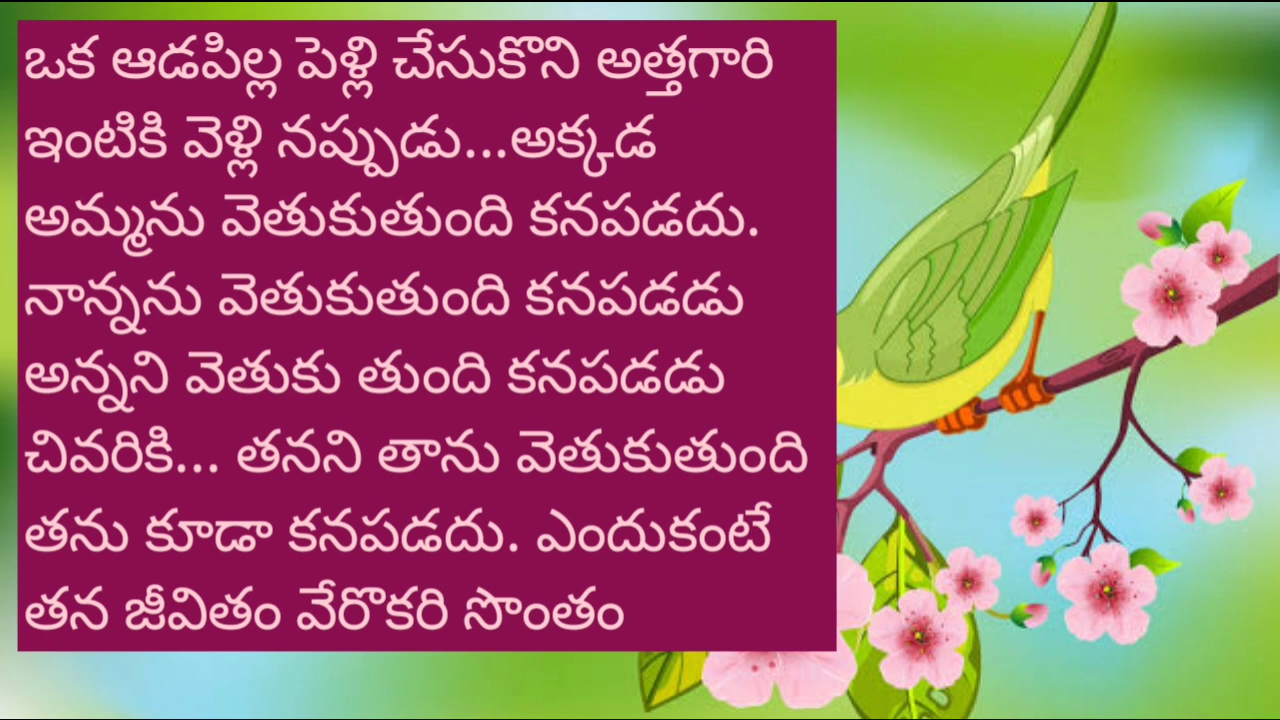 ఒక ఆడపిల్ల పెళ్లి చేసుకొని అత్తగారి
ఇంటికి వెళ్లి నప్పుడు...అక్కడ
అమ్మను వెతుకుతుంది కనపడదు.
నాన్నను వెతుకుతుంది కనపడడు
అన్నని వెతుకు తుంది కనపడడు
చివరికి... తనని తాను వెతుకుతుంది
తను కూడా కనపడదు. ఎందుకంటే
తన జీవితం వేరొకరి సొంతం